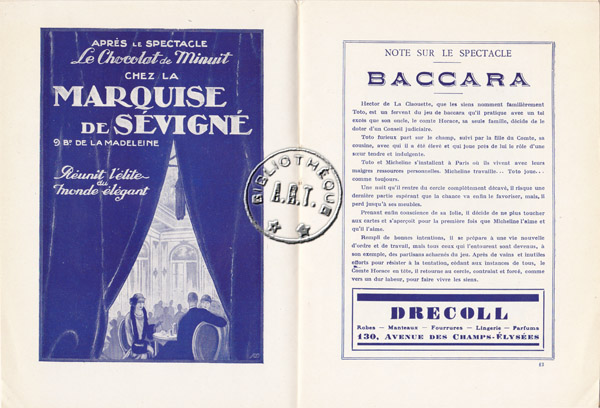 APRÈS LE SPECTACLE
Le Chocolat de Minuit
CHEZ LA
MARQUISE
DE SÉVIGNÉ
9 Bᴰ DE LA MADELEINE
Réunit l'élite
du
monde élégant
BIBLIOTHÈQUE
A.R.T.
NOTE SUR LE SPECTACLE
BACCARA
Hector de La Claouette, que les siens nomment familièrement
Toto, est un fervent du jeu de baccara qu'il pratique avec un tel
excès que son oncle, le comte Horace, sa seule famille, décide de le
doter d'un Conseil judiciaire.
Toto furieux part sur le champ, suivi par la fille du Comte, sa
cousine, avec qui il a été élevé et qui joue près de lui le rôle d'une
sœur tendre et indulgente.
Toto et Micheline s'installent à Paris où ils vivent avec leurs
maigres ressources personnelles. Micheline travaille... Toto joue...
comme toujours.
Une nuit qu'il rentre du cercle complètement décavé, il risque une
dernière partie espérant que la chance va enfin le favoriser, mais, il
perd jusqu'à ses meubles.
Prenant enfin conscience de sa folie, il décide de ne plus toucher
aux cartes et s'aperçoit pour la première fois que Micheline l'aime et
qu'il l'aime.
Rempli de bonnes intentions, il se prépare à une vie nouvelle
d'ordre et de travail, mais tous ceux qui l'entourent sont devenus, à
son exemple, des partisans acharnés du jeu. Après de vains et inutiles
efforts pour résister à la tentation, cédant aux instances de tous, le
Comte Horace en tête, il retourne au cercle, contraint et forcé, comme
vers un dur labeur, pour faire vivre les siens.
DRECOLL
Robes — Manteaux — Fourrures — Lingerie — Parfums
130, AVENUE DES CHAMPS-ÉLYSÉES